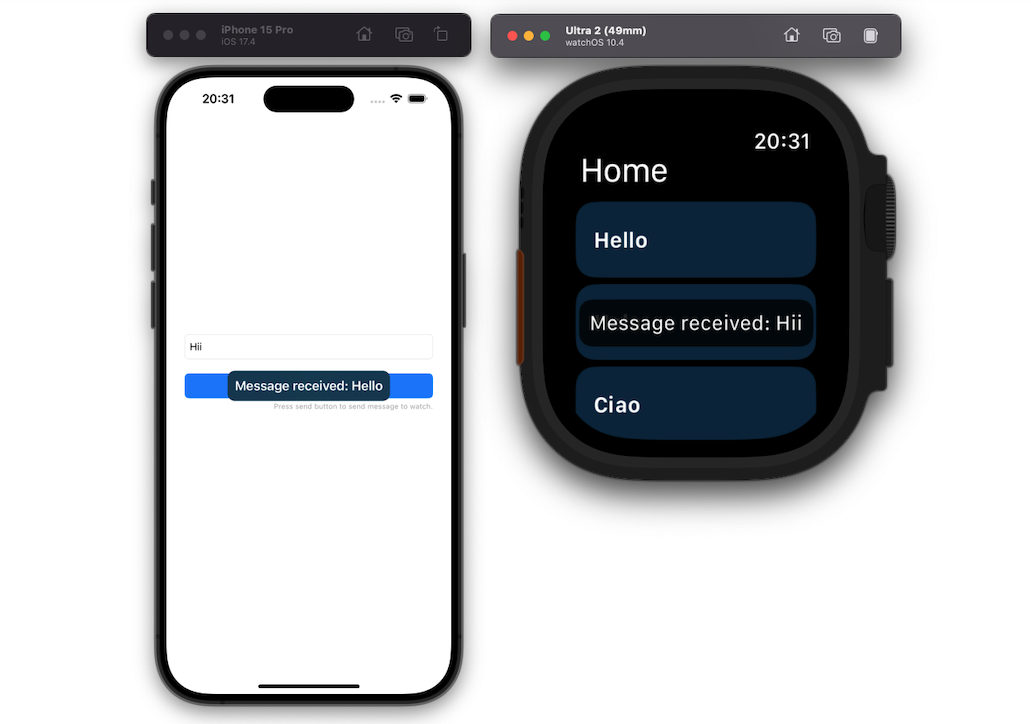 iPhone 15 Pro
iOS 17.4
20:31
Hii
Message received: Hello
Press send button to send message to watch.
Ultra 2 (49mm)
watchOS 10.4
20:31
Home
Hello
Message received: Hii
Ciao